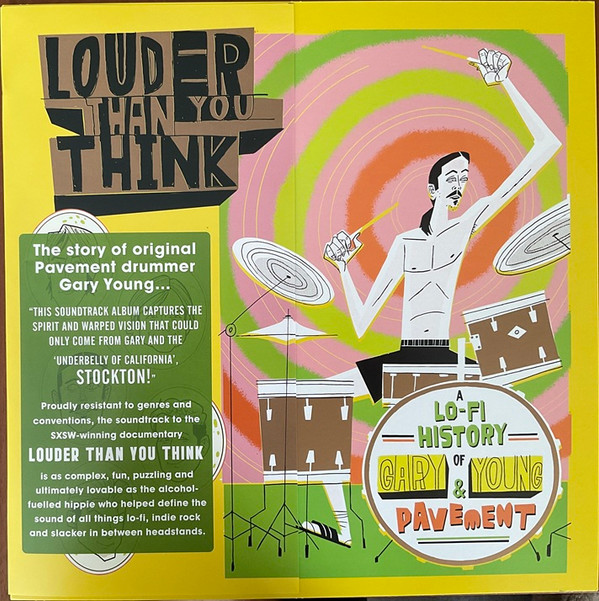 LOUDER
THAN YOU
THINK
The story of original
Pavement drummer
Gary Young...
"THIS SOUNDTRACK ALBUM CAPTURES THE
SPIRIT AND WARPED VISION THAT COULD
ONLY COME FROM GARY AND THE
'UNDERBELLY OF CALIFORNIA',
STOCKTON!"
Proudly resistant to genres and
conventions, the soundtrack to the
SXSW-winning documentary
LOUDER THAN YOU THINK
is as complex, fun, puzzling and
ultimately lovable as the alcohol-
fuelled hippie who helped define the
sound of all things lo-fi, indie rock
and slacker in between headstands.
A
LO-FI
HISTORY
OF
GARY YOUNG
&
PAVEMENT